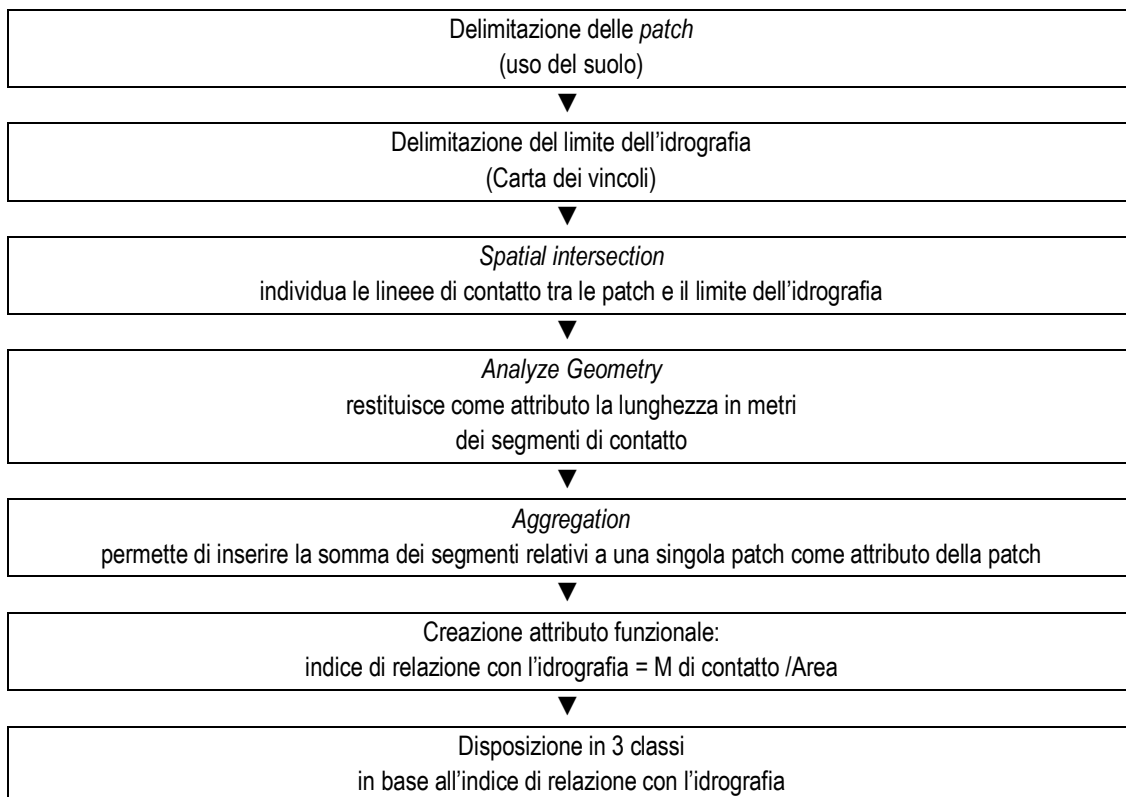 Delimitazione delle patch
(uso del suolo)
▼
Delimitazione del limite dell’idrografia
(Carta dei vincoli)
▼
Spatial intersection
individua le lineee di contatto tra le patch e il limite dell’idrografia
▼
Analyze Geometry
restituisce come attributo la lunghezza in metri
dei segmenti di contatto
▼
Aggregation
permette di inserire la somma dei segmenti relativi a una singola patch come attributo della patch
▼
Creazione attributo funzionale:
indice di relazione con l’idrografia = M di contatto /Area
▼
Disposizione in 3 classi
in base all’indice di relazione con l’idrografia